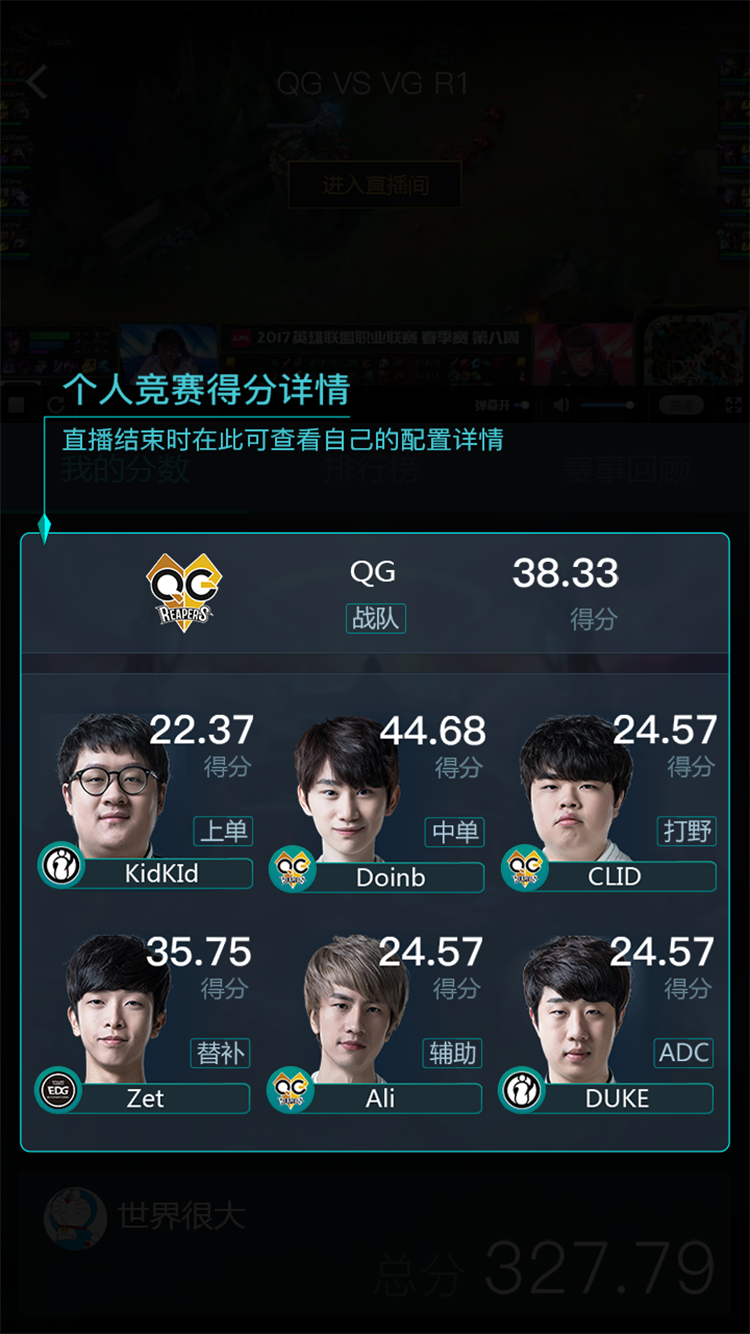 QG VS VG R1
进入直播间
2017英雄联盟职业联赛 春季赛 第八周
个人竞赛得分详情
弹幕开
直播结束时在此可查看自己的配置详情
我的分数 排行榜 赛事回顾
QG REAPERS
QG
38.33
战队
得分
22.37 44.68 24.57
得分 得分 得分
上单 中单 打野
KidKId Doinb CLID
35.75 24.57 24.57
得分 得分 得分
替补 辅助 ADC
EDG
Zet Ali DUKE
世界很大
总分 327.79